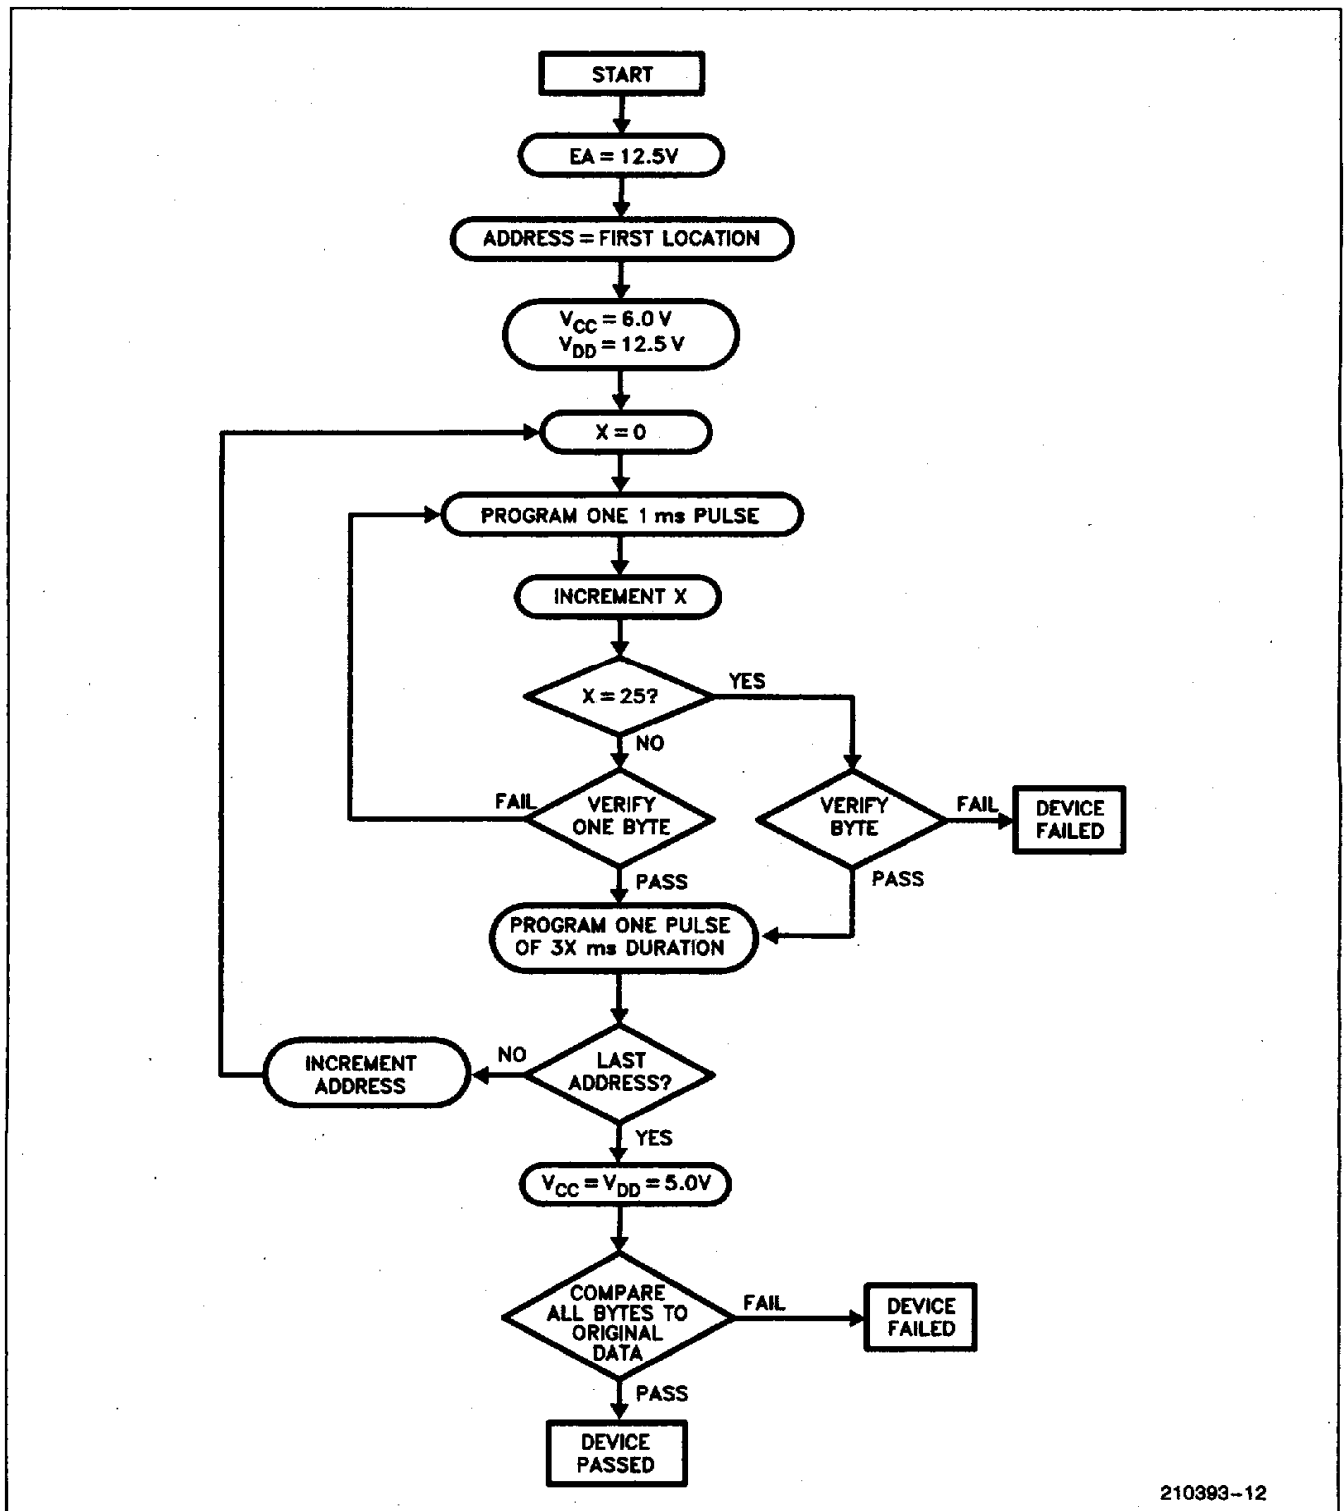 START
EA = 12.5V
ADDRESS = FIRST LOCATION
VCC = 6.0 V
VDD = 12.5 V
X = 0
PROGRAM ONE 1 ms PULSE
INCREMENT X
X = 25?
YES
NO
FAIL
VERIFY
ONE BYTE
VERIFY
BYTE
FAIL
DEVICE
FAILED
PASS
PASS
PROGRAM ONE PULSE
OF 3X ms DURATION
INCREMENT
ADDRESS
NO
LAST
ADDRESS?
YES
VCC = VDD = 5.0V
COMPARE
ALL BYTES TO
ORIGINAL
DATA
FAIL
DEVICE
FAILED
PASS
DEVICE
PASSED
210393–12